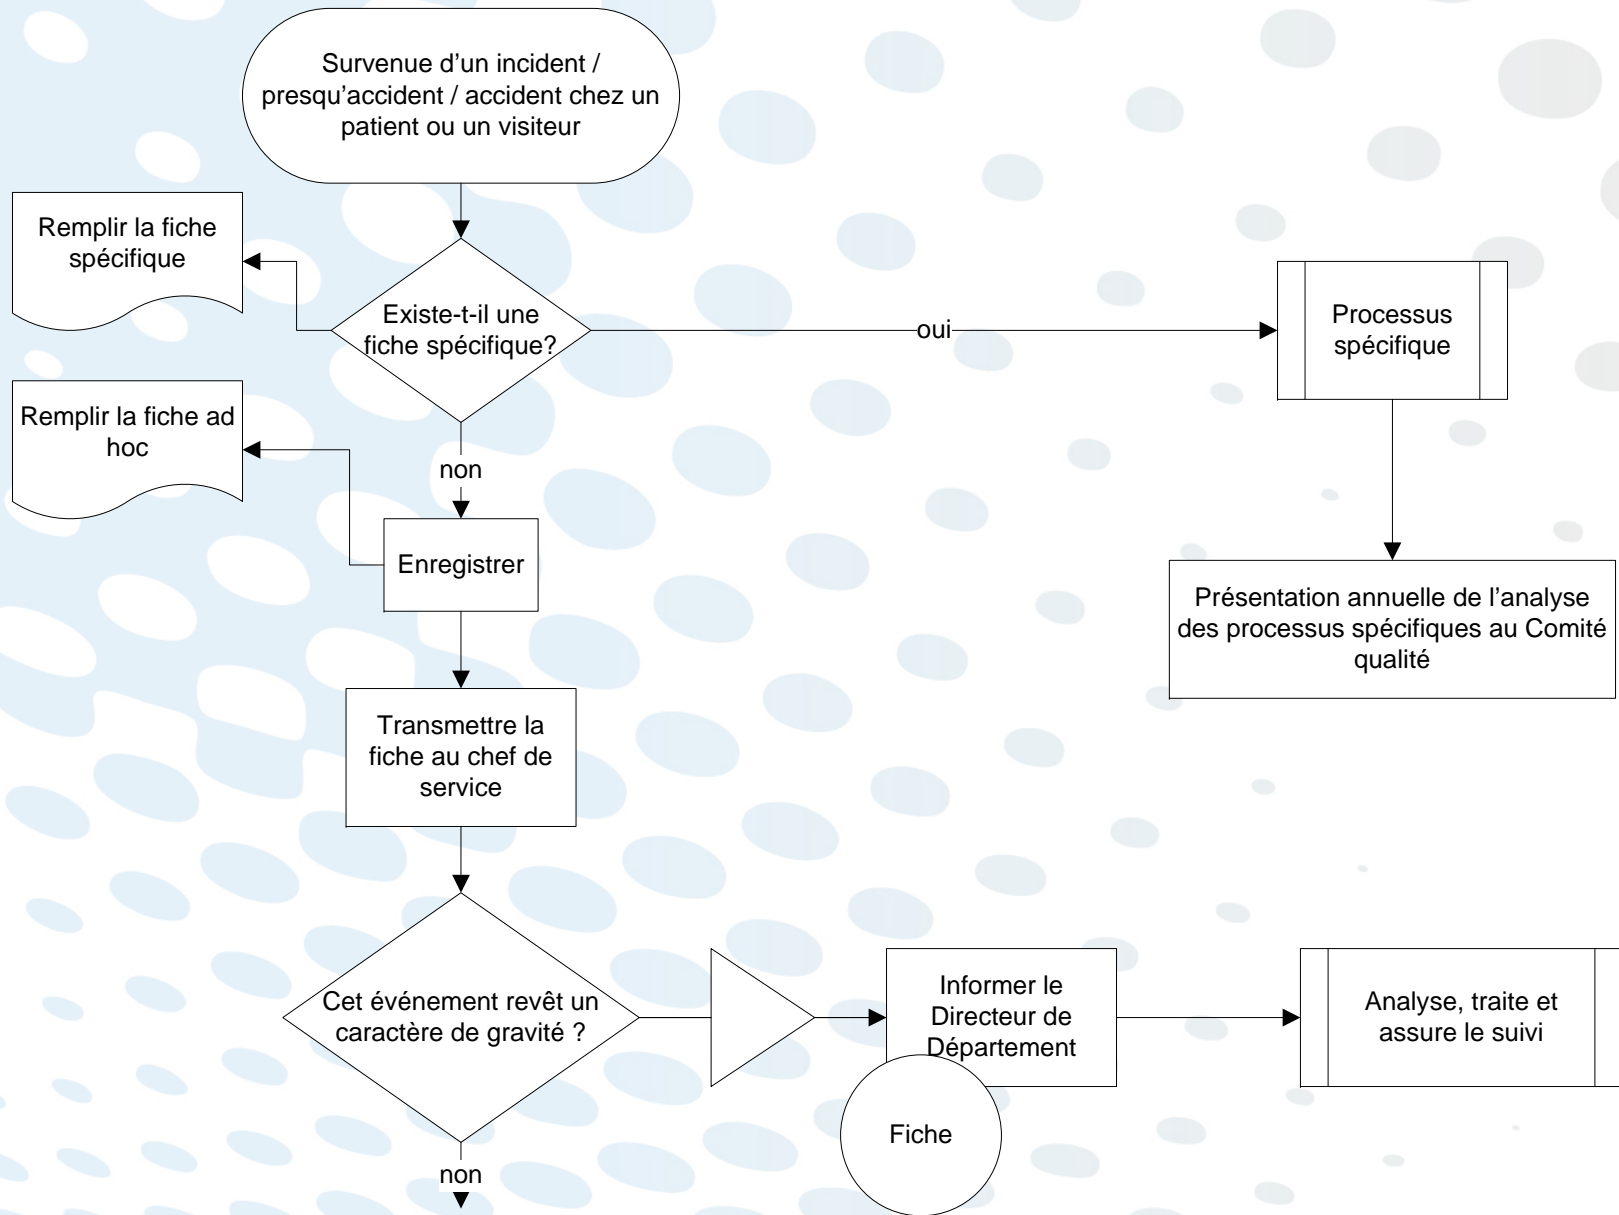 Survenue d'un incident /
presqu'accident / accident chez un
patient ou un visiteur
Remplir la fiche
spécifique
Existe-t-il une
fiche spécifique?
oui
Processus
spécifique
Remplir la fiche ad
hoc
non
Enregistrer
Présentation annuelle de l'analyse
des processus spécifiques au Comité
qualité
Transmettre la
fiche au chef de
service
Cet événement revêt un
caractère de gravité ?
Informer le
Directeur de
Département
Analyse, traite et
assure le suivi
Fiche
non